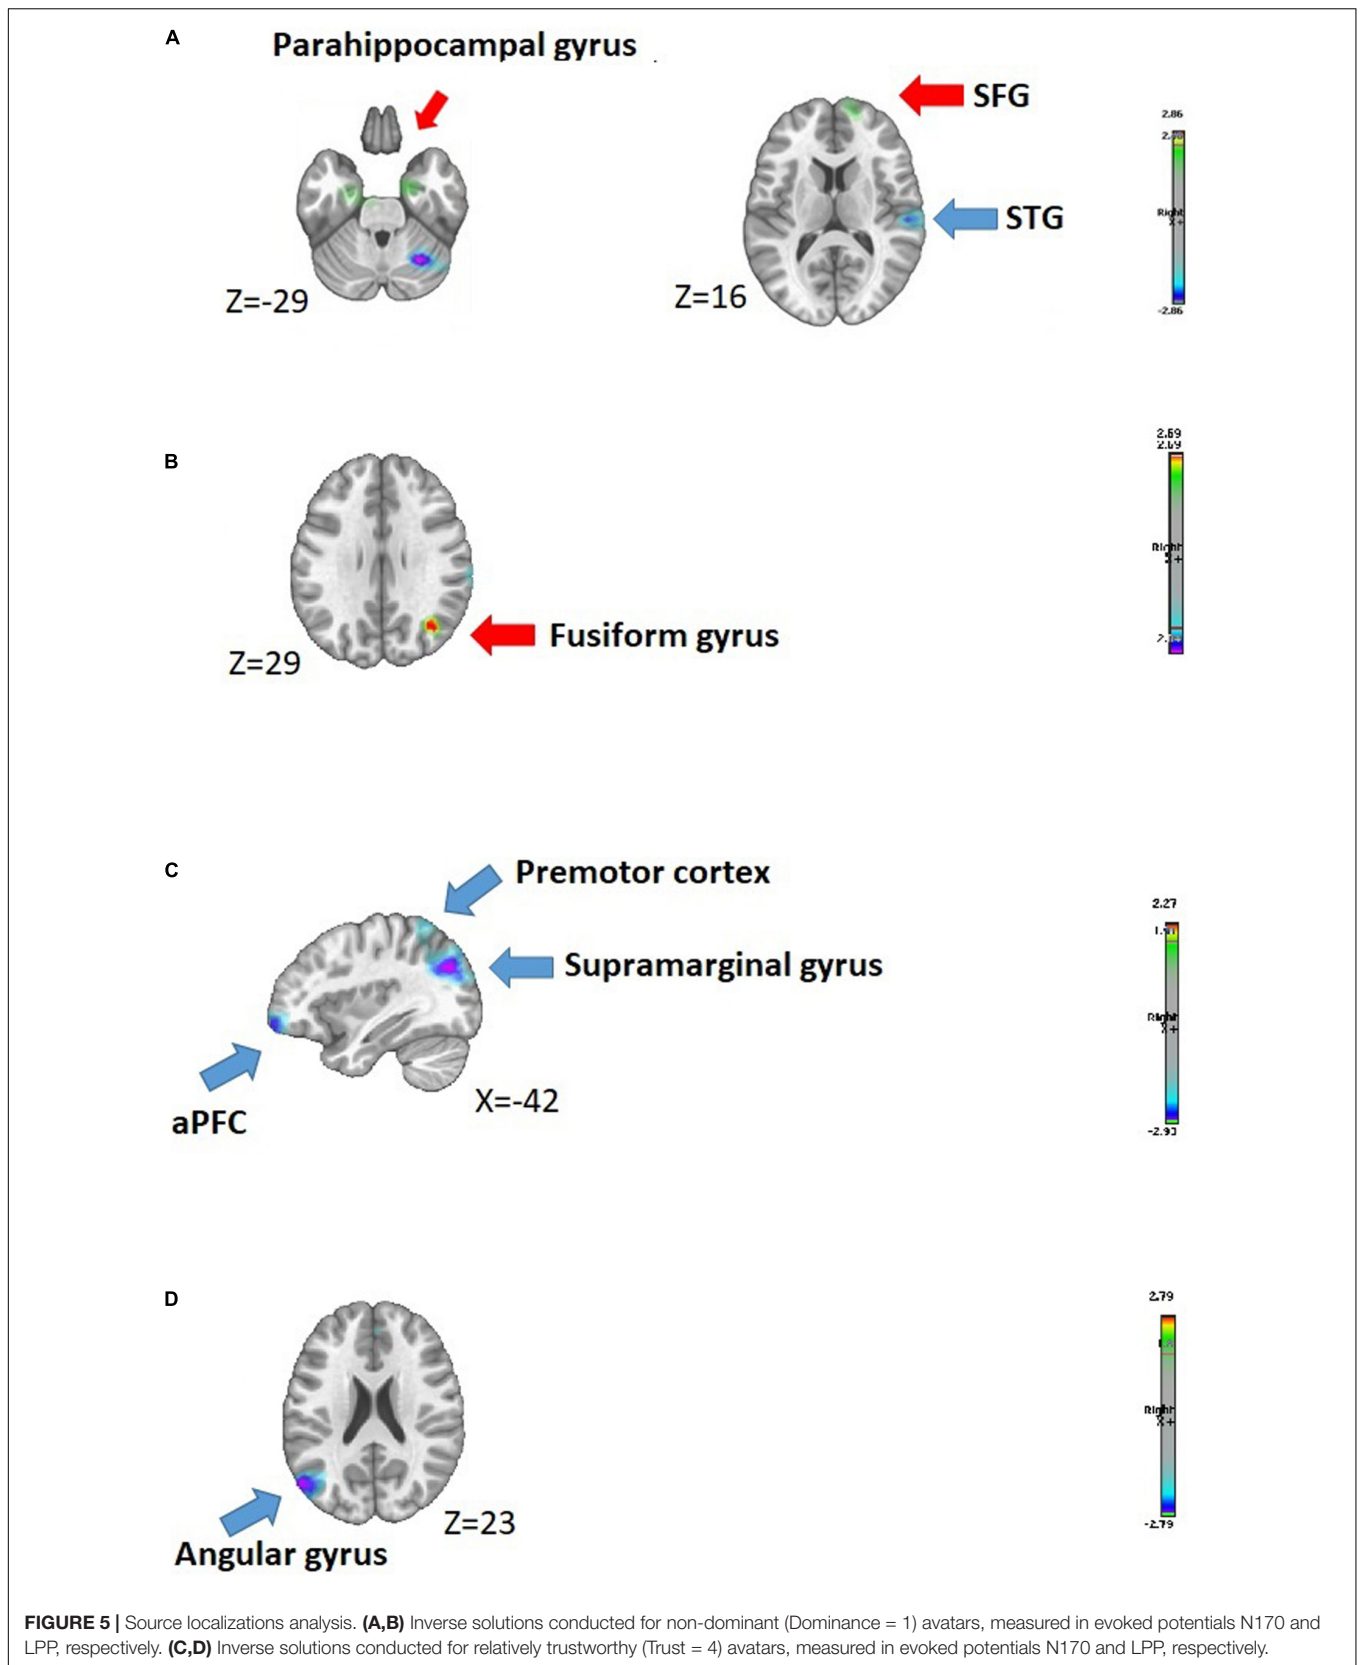 A
Parahippocampal gyrus
SFG
STG
Z=-29
Z=16
2.86
Right
X+
-2.86
B
Fusiform gyrus
Z=29
2.69
Right
+
C
Premotor cortex
Supramarginal gyrus
aPFC
X=-42
2.27
Right
+
-2.93
D
Angular gyrus
Z=23
2.79
Right
X+
-2.79
FIGURE 5 | Source localizations analysis. (A,B) Inverse solutions conducted for non-dominant (Dominance = 1) avatars, measured in evoked potentials N170 and
LPP, respectively. (C,D) Inverse solutions conducted for relatively trustworthy (Trust = 4) avatars, measured in evoked potentials N170 and LPP, respectively.